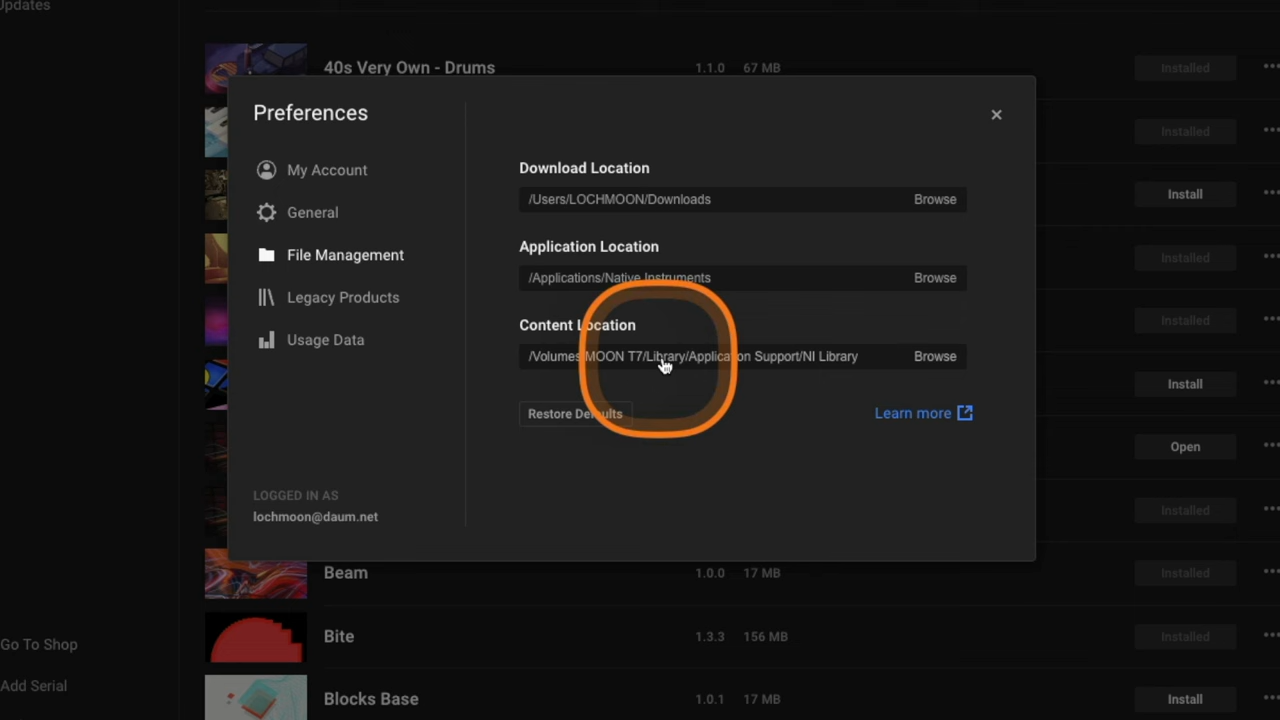 Updates
40s Very Own - Drums 1.1.0 67 MB Installed
Preferences
Installed
My Account
Download Location
Install
/Users/LOCHMOON/Downloads Browse
General
Application Location
File Management
Installed
/Applications/Native Instruments Browse
Legacy Products
Content Location
Installed
Usage Data
/Volumes/MOON T7/Library/Application Support/NI Library Browse
Install
Restore Defaults
Learn more
Open
LOGGED IN AS
lochmoon@daum.net
Installed
Beam 1.0.0 17 MB Installed
Go To Shop
Bite 1.3.3 156 MB Installed
Add Serial
Blocks Base 1.0.1 17 MB Install